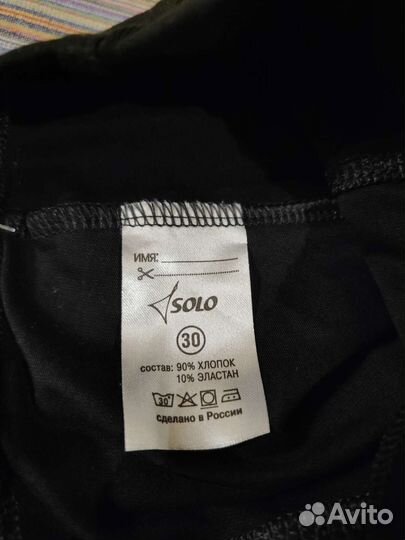 ИМЯ:
SOLO
30
состав: 90% ХЛОПОК
10% ЭЛАСТАН
30°
сделано в России
Avito